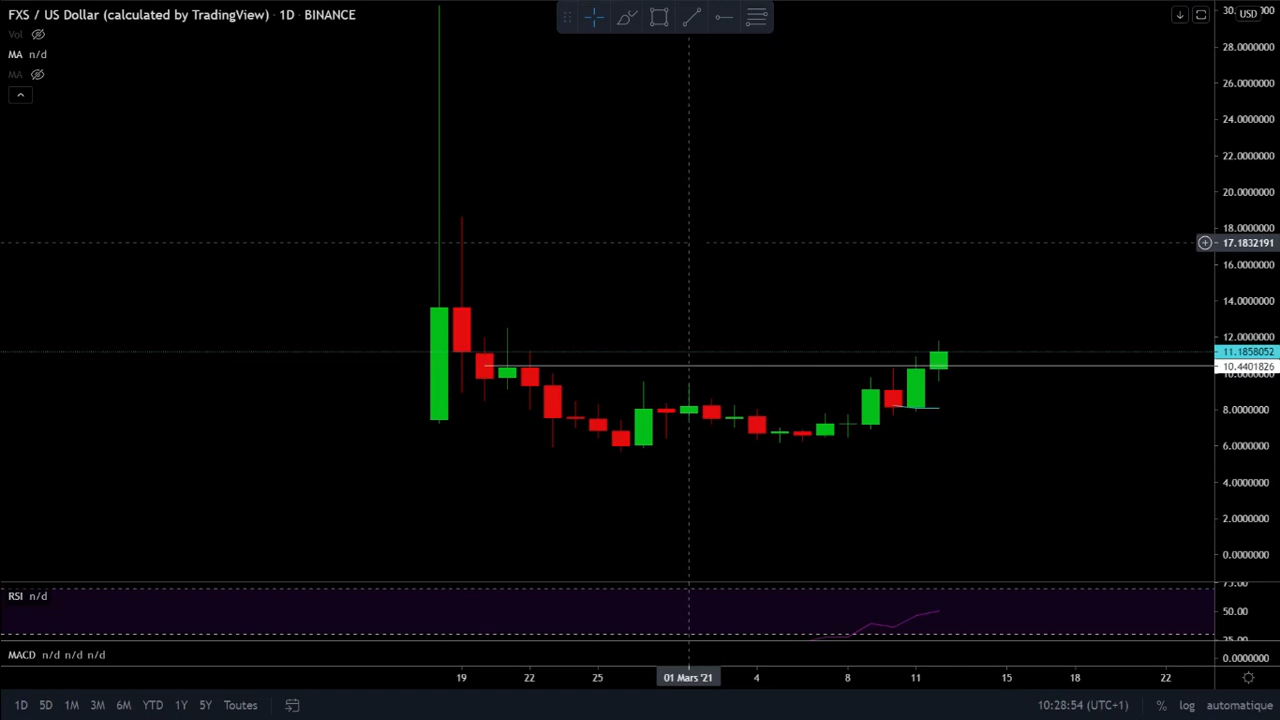 FXS / US Dollar (calculated by TradingView) · 1D · BINANCE
Vol
MA n/d
MA
USD
28.0000000
26.0000000
24.0000000
22.0000000
20.0000000
18.0000000
17.1832191
16.0000000
14.0000000
12.0000000
11.1858052
10.4401826
10.0000000
8.0000000
6.0000000
4.0000000
2.0000000
0.0000000
75.00
RSI n/d
50.00
25.00
MACD n/d n/d n/d
0.0000000
19 22 25 01 Mars '21 4 8 11 15 18 22
1D 5D 1M 3M 6M YTD 1Y 5Y Toutes 10:28:54 (UTC+1) % log automatique